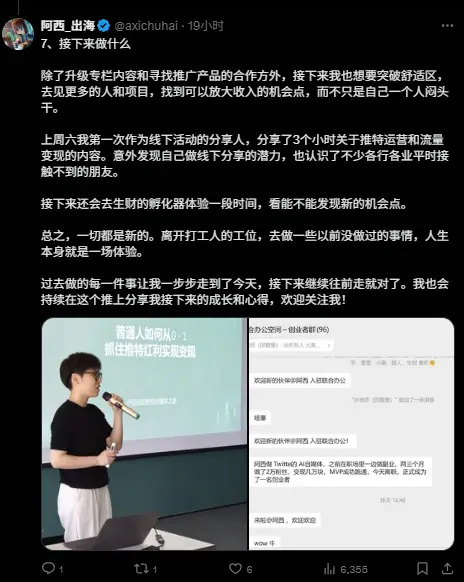 阿西_出海 @axichuhai · 19小时
7、接下来做什么
除了升级专栏内容和寻找推广产品的合作方外，接下来我也想要突破舒适区，
去见更多的人和项目，找到可以放大收入的机会点，而不只是自己一个人闷头
干。
上周六我第一次作为线下活动的分享人，分享了3个小时关于推特运营和流量
变现的内容。意外发现自己做线下分享的潜力，也认识了不少各行各业平时接
触不到的朋友。
接下来还会去生财的孵化器体验一段时间，看能不能发现新的机会点。
总之，一切都是新的。离开打工人的工位，去做一些以前没做过的事情，人生
本身就是一场体验。
过去做的每一件事让我一步步走到了今天，接下来继续往前走就对了。我也会
持续在这个推上分享我接下来的成长和心得，欢迎关注我！
普通人如何从0-1
抓住推特红利实现变现
合办公空间 – 创业者群(96)
欢迎新的伙伴@阿西 入驻联合办公
哇塞
欢迎新的伙伴@阿西 入驻联合办公!
阿西做 Twitte的 AI自媒体，之前在职场里一边做副业，两三个月
做了2万粉丝，变现几万块，MVP成功跑通，今天离职，正式成为
了一名创业者
昨天 16:46
来啦@阿西 ，欢迎欢迎
wow 牛
1 1 6 6,355